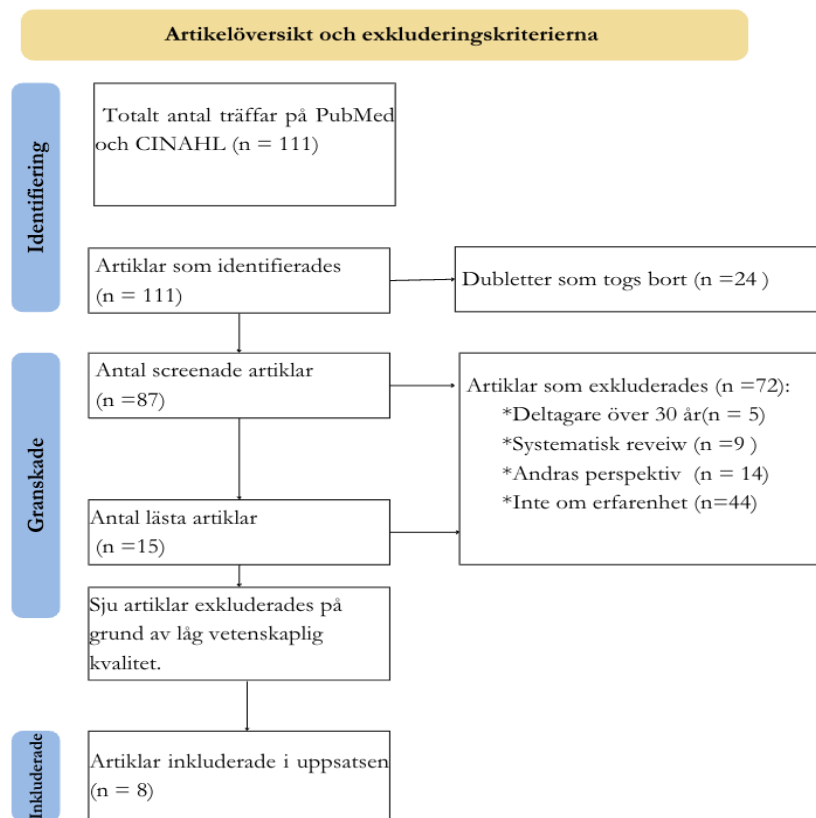 Artikelöversikt och exkluderingskriterierna
Identifiering
Totalt antal träffar på PubMed
och CINAHL (n = 111)
Artiklar som identifierades
(n = 111)
Dubletter som togs bort (n =24 )
Granskade
Antal screenade artiklar
(n =87)
Artiklar som exkluderades (n =72):
*Deltagare över 30 år(n = 5)
*Systematisk reveiw (n =9 )
*Andras perspektiv (n = 14)
*Inte om erfarenhet (n=44)
Antal lästa artiklar
(n =15)
Sju artiklar exkluderades på
grund av låg vetenskaplig
kvalitet.
Inkluderade
Artiklar inkluderade i uppsatsen
(n = 8)